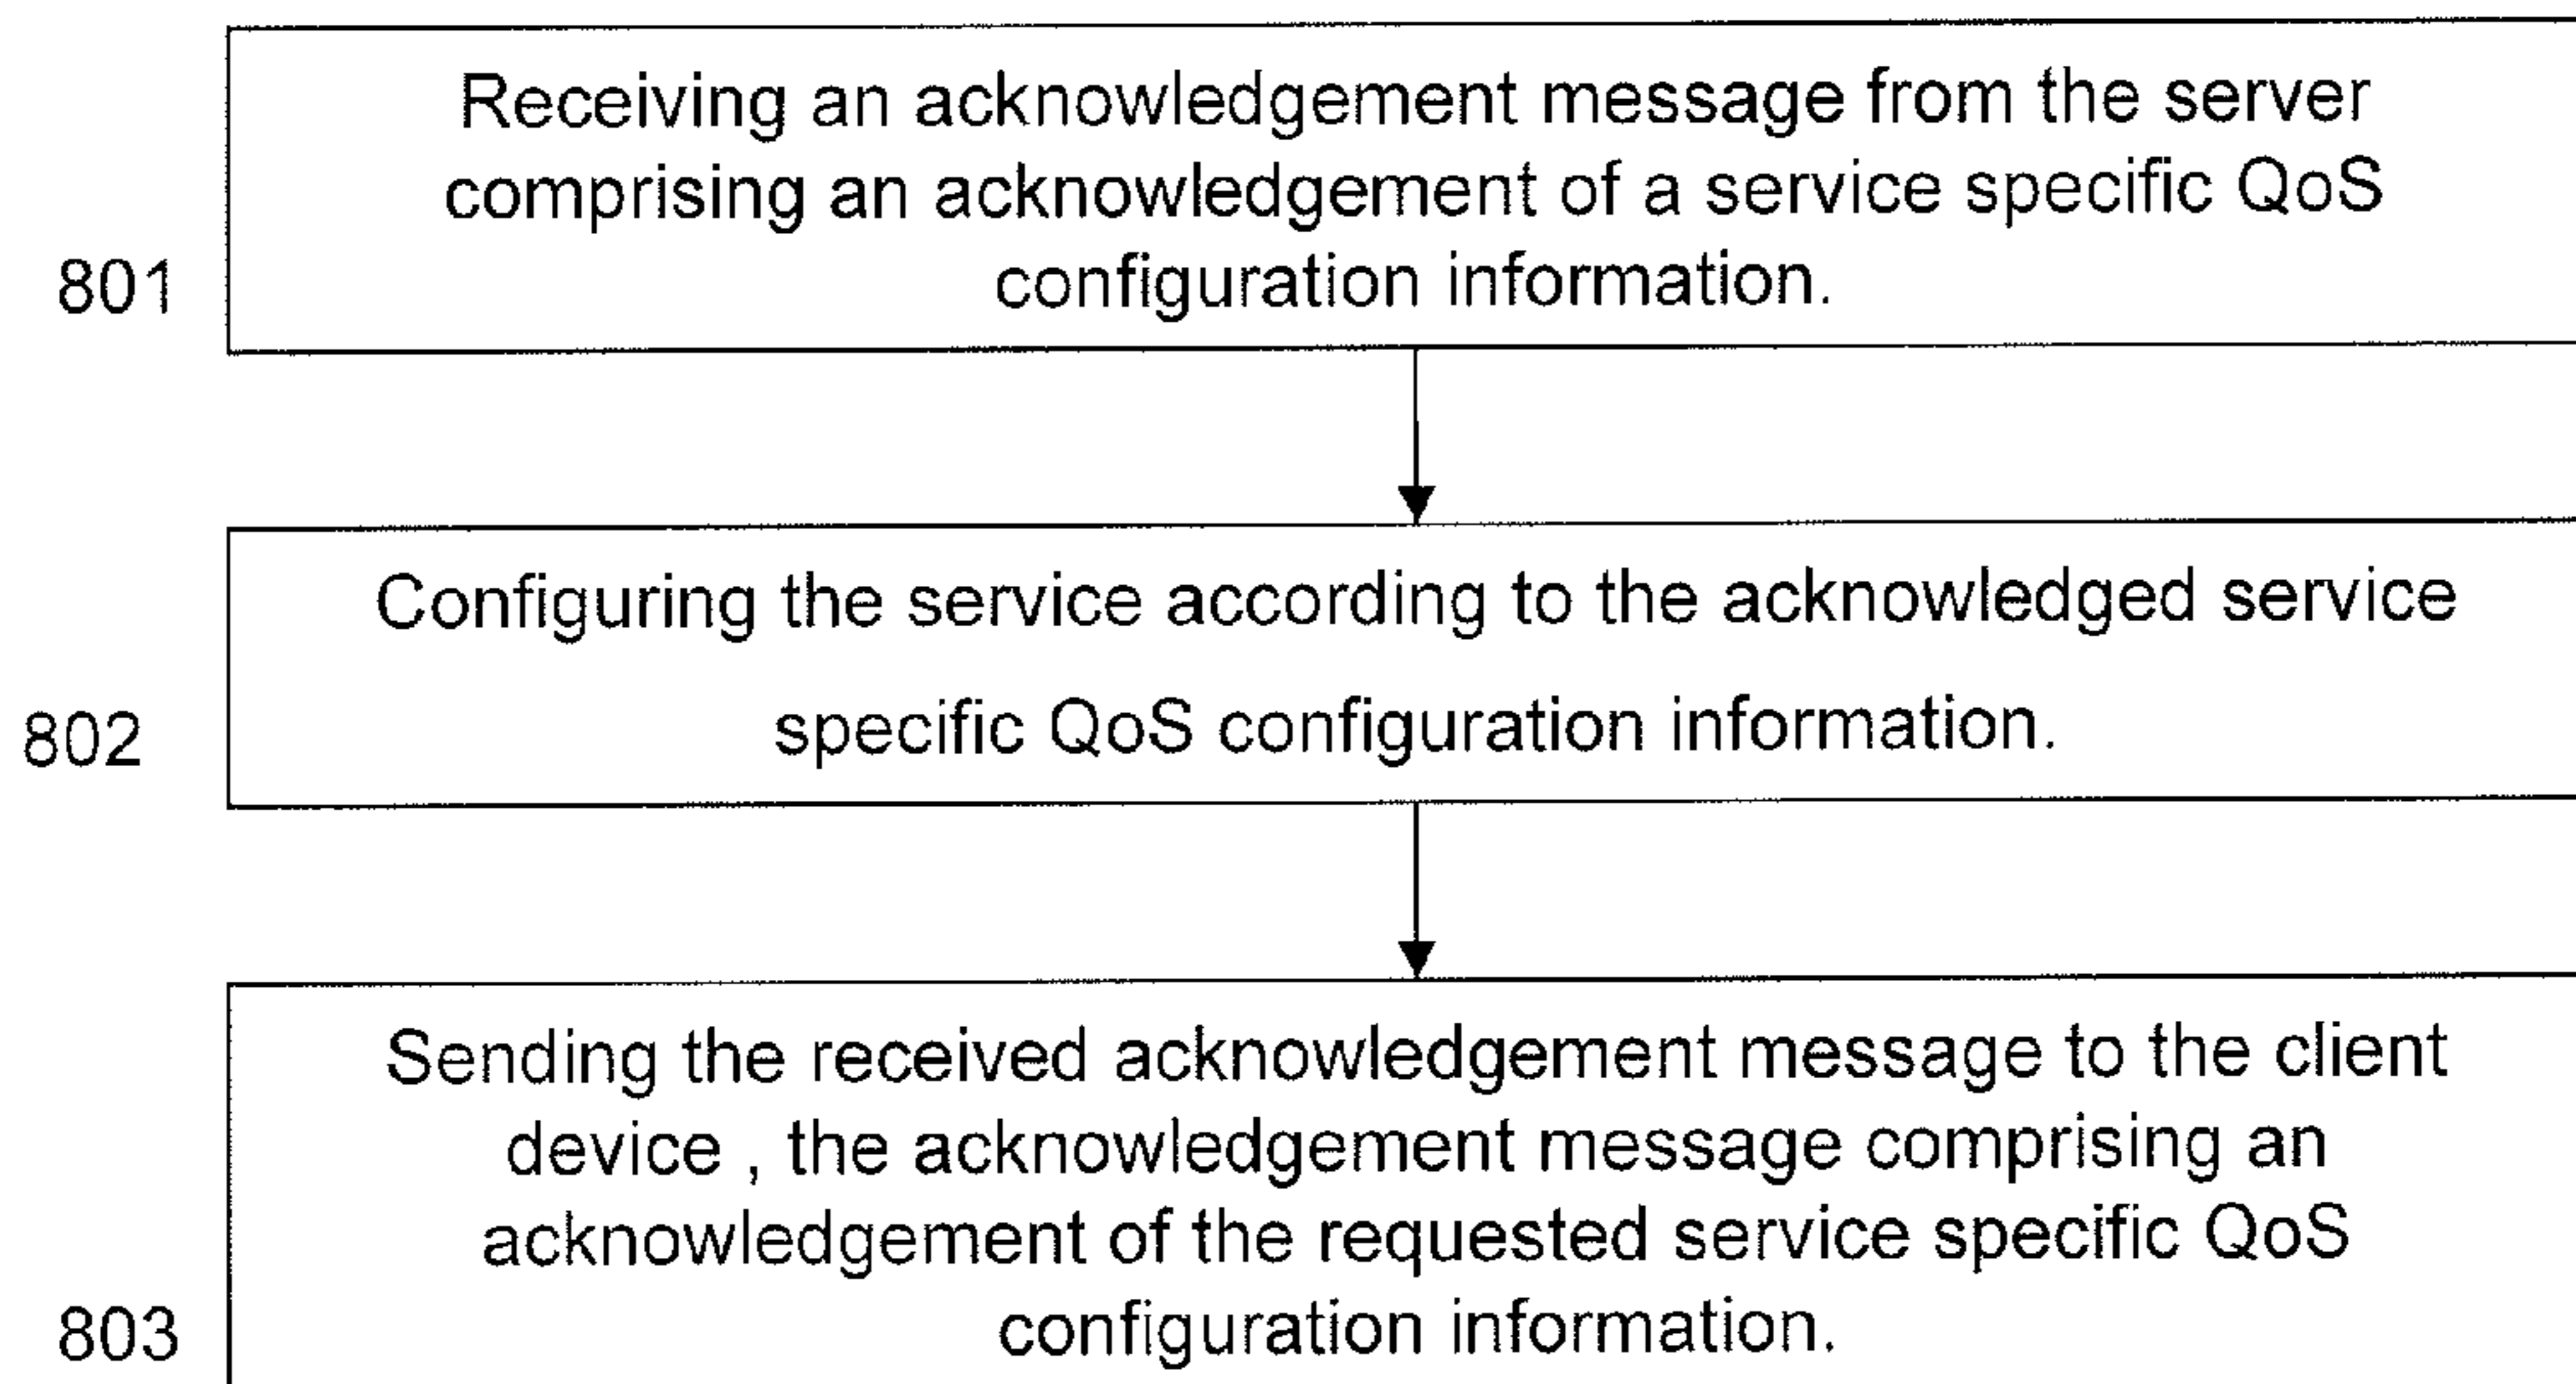 Receiving an acknowledgement message from the server
comprising an acknowledgement of a service specific QoS
configuration information.
801
Configuring the service according to the acknowledged service
specific QoS configuration information.
802
Sending the received acknowledgement message to the client
device , the acknowledgement message comprising an
acknowledgement of the requested service specific QoS
configuration information.
803